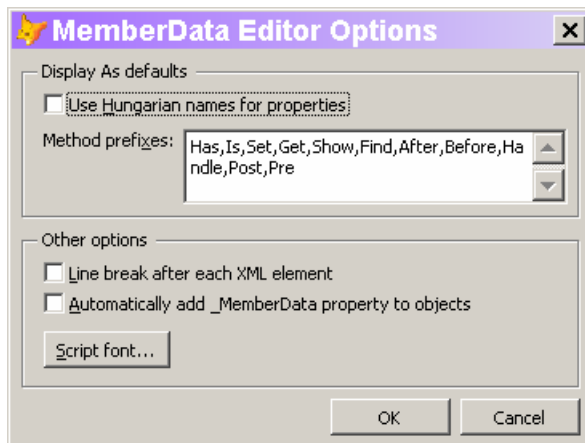 MemberData Editor Options
Display As defaults
Use Hungarian names for properties
Method prefixes:
Has,Is,Set,Get,Show,Find,After,Before,Ha
ndle,Post,Pre
Other options
Line break after each XML element
Automatically add _MemberData property to objects
Script font...
OK
Cancel